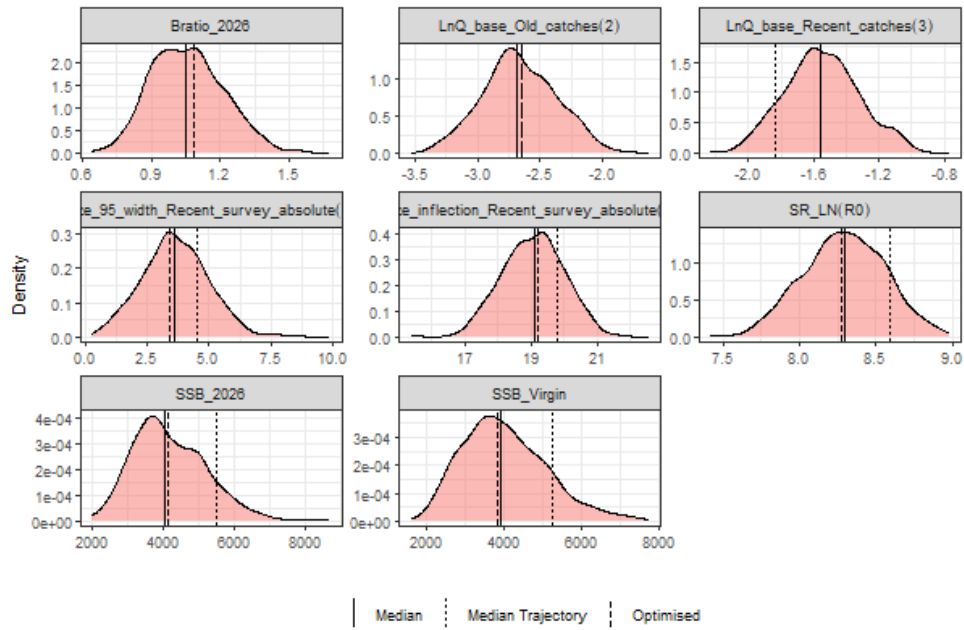 Bratio_2026
LnQ_base_Old_catches(2)
LnQ_base_Recent_catches(3)
2.0
1.5
1.0
0.5
0.0
1.0
0.5
0.0
1.5
1.0
0.5
0.0
0.6 0.9 1.2 1.5
-3.5 -3.0 -2.5 -2.0
-2.0 -1.6 -1.2 -0.8
ce_95_width_Recent_survey_absolute(
ce_inflection_Recent_survey_absolute(
SR_LN(R0)
0.3
0.2
0.1
0.0
0.4
0.3
0.2
0.1
0.0
1.0
0.5
0.0
0.0 2.5 5.0 7.5 10.0
17 19 21
7.5 8.0 8.5 9.0
Density
SSB_2026
SSB_Virgin
4e-04
3e-04
2e-04
1e-04
0e+00
3e-04
2e-04
1e-04
0e+00
2000 4000 6000 8000
2000 4000 6000 8000
Median Median Trajectory Optimised